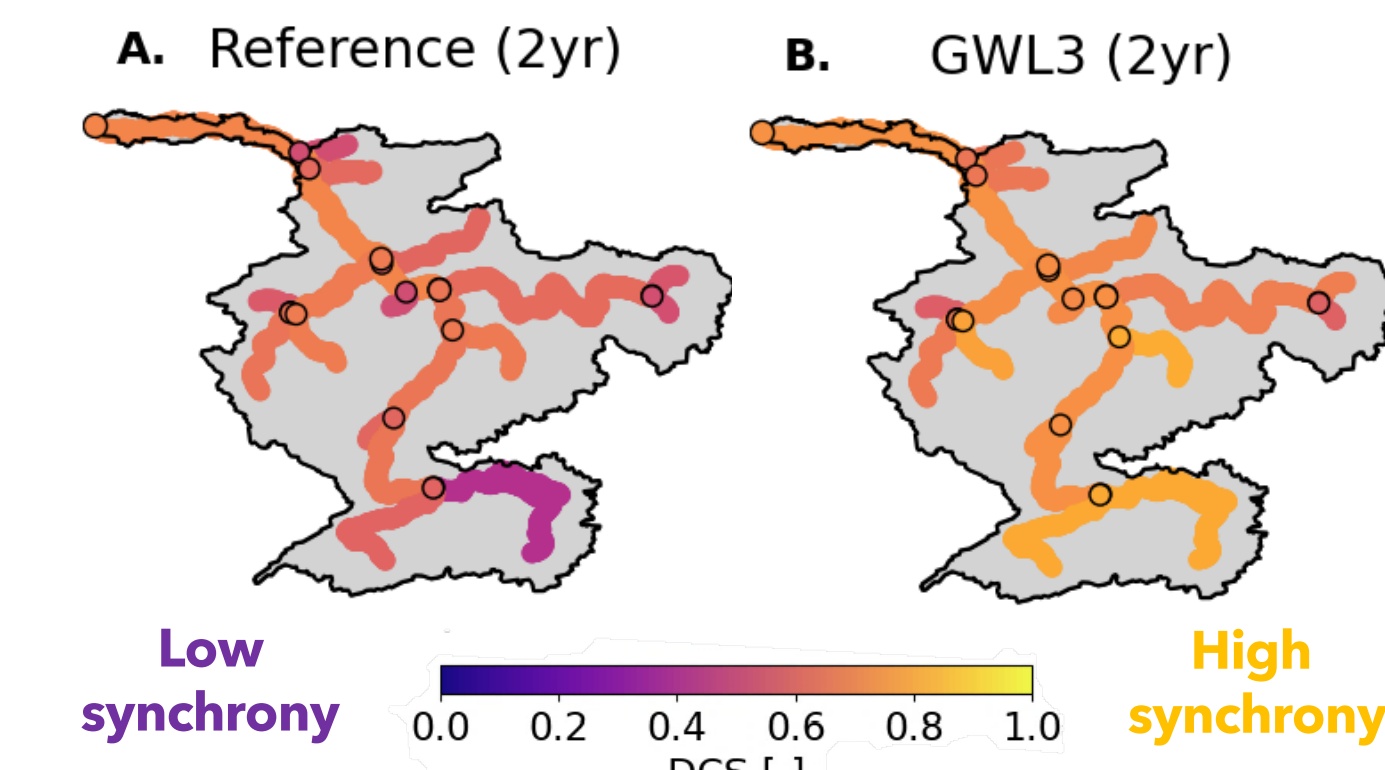 A. Reference (2yr)
B. GWL3 (2yr)
Low
synchrony
High
synchrony
0.0 0.2 0.4 0.6 0.8 1.0